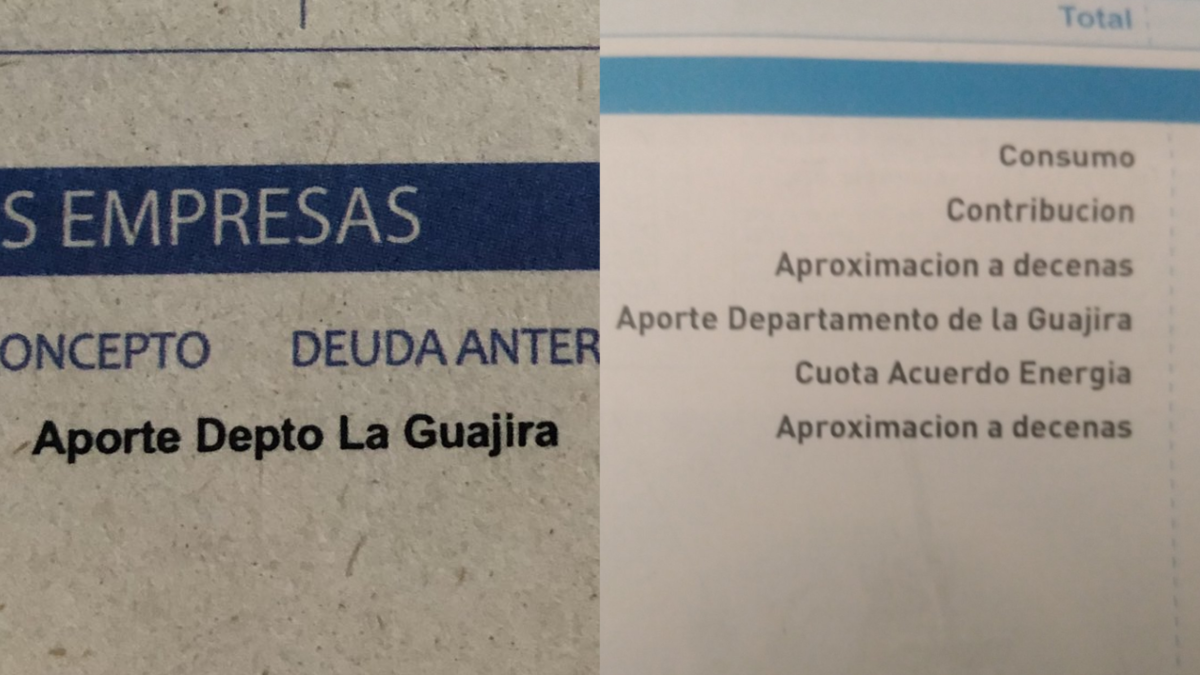 S EMPRESAS
ONCEPTO DEUDA ANTER
Aporte Depto La Guajira
Total
Consumo
Contribucion
Aproximacion a decenas
Aporte Departamento de la Guajira
Cuota Acuerdo Energia
Aproximacion a decenas